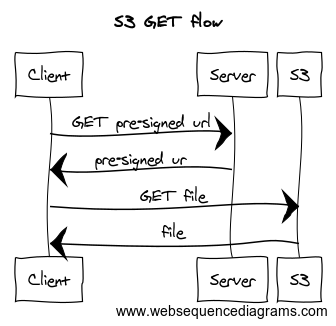 S3 GET flow
Client Server S3
GET pre-signed url
pre-signed ur
GET file
file
Client Server S3
www.websequencediagrams.com